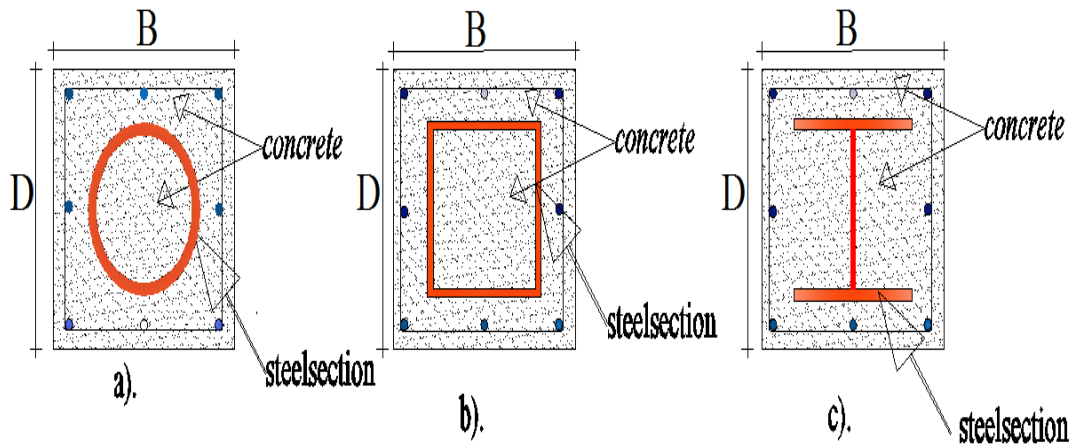 B
B
B
concrete
concrete
concrete
D
D
D
steelsection
steelsection
steelsection
a).
b).
c).